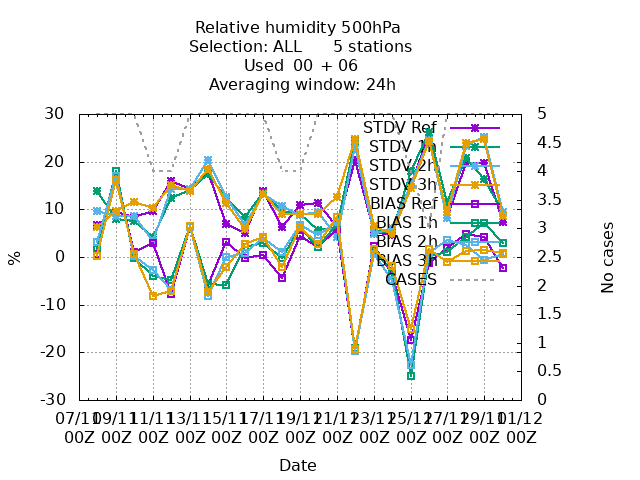 Relative humidity 500hPa
Selection: ALL 5 stations
Used 00 + 06
Averaging window: 24h
30
20
10
0
-10
-20
-30
%
5
4.5
4
3.5
3
2.5
2
1.5
1
0.5
0
No cases
STDV Ref
STDV 1h
STDV 2h
STDV 3h
BIAS Ref
BIAS 1h
BIAS 2h
BIAS 3h
CASES
07/11 09/11 11/11 13/11 15/11 17/11 19/11 21/11 23/11 25/11 27/11 29/11 01/12
00Z 00Z 00Z 00Z 00Z 00Z 00Z 00Z 00Z 00Z 00Z 00Z 00Z
Date